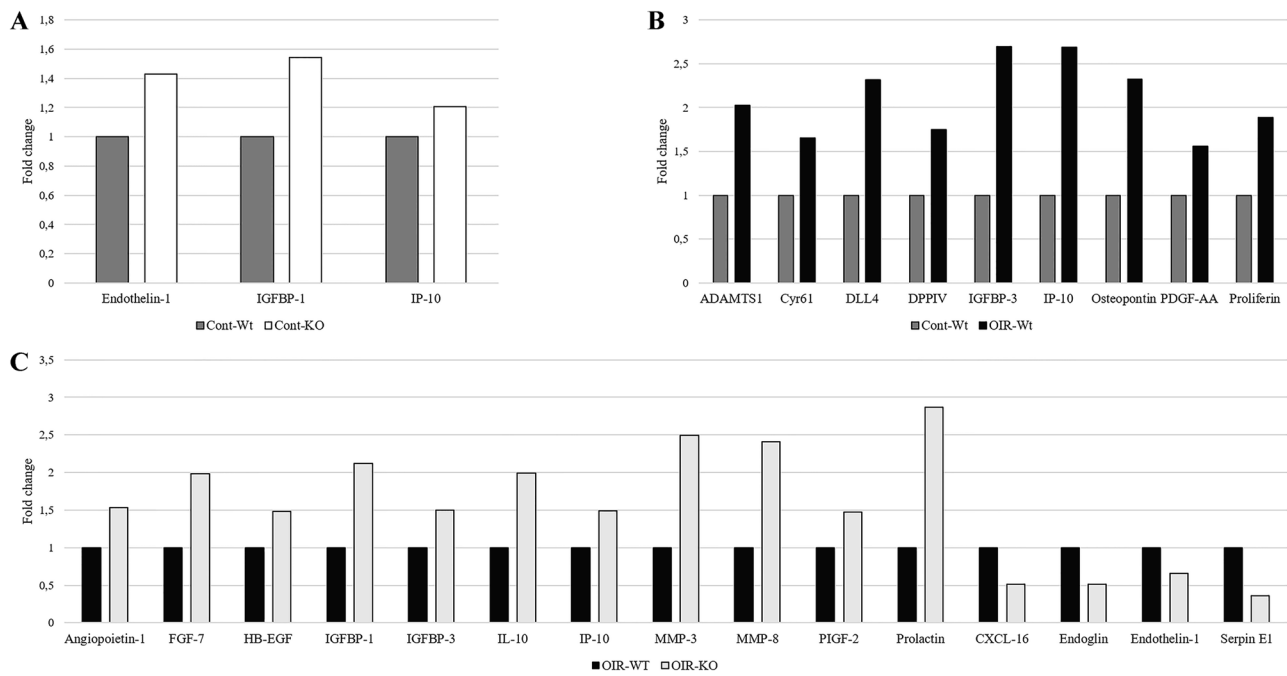 A
1,8
1,6
1,4
1,2
1
0,8
0,6
0,4
0,2
0
Fold change
Endothelin-1 IGFBP-1 IP-10
Cont-Wt Cont-KO
B
3
2,5
2
1,5
1
0,5
0
Fold change
ADAMTS1 Cyr61 DLL4 DPPIV IGFBP-3 IP-10 Osteopontin PDGF-AA Proliferin
Cont-Wt OIR-Wt
C
3,5
3
2,5
2
1,5
1
0,5
0
Fold change
Angiopoietin-1 FGF-7 HB-EGF IGFBP-1 IGFBP-3 IL-10 IP-10 MMP-3 MMP-8 PIGF-2 Prolactin CXCL-16 Endoglin Endothelin-1 Serpin E1
OIR-WT OIR-KO